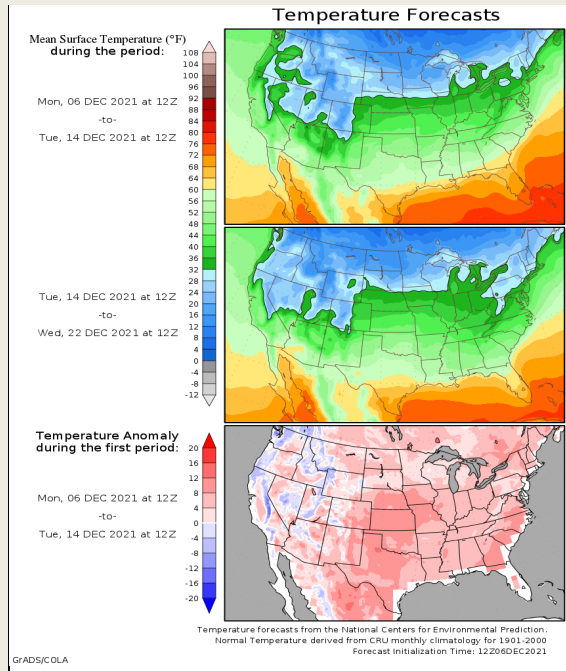 Temperature Forecasts
Mean Surface Temperature (°F)
during the period:
Mon, 06 DEC 2021 at 12Z
-to-
Tue, 14 DEC 2021 at 12Z
108
104
100
96
92
88
84
80
76
72
68
64
60
56
52
48
44
40
36
32
28
24
20
16
12
8
4
0
-4
-8
-12
Tue, 14 DEC 2021 at 12Z
-to-
Wed, 22 DEC 2021 at 12Z
Temperature Anomaly
during the first period:
Mon, 06 DEC 2021 at 12Z
-to-
Tue, 14 DEC 2021 at 12Z
20
16
12
8
4
0
-4
-8
-12
-16
-20
Temperature forecasts from the National Centers for Environmental Prediction.
Normal Temperature derived from CRU monthly climatology for 1901-2000
Forecast Initialization Time: 12Z06DEC2021
GrADS/COLA